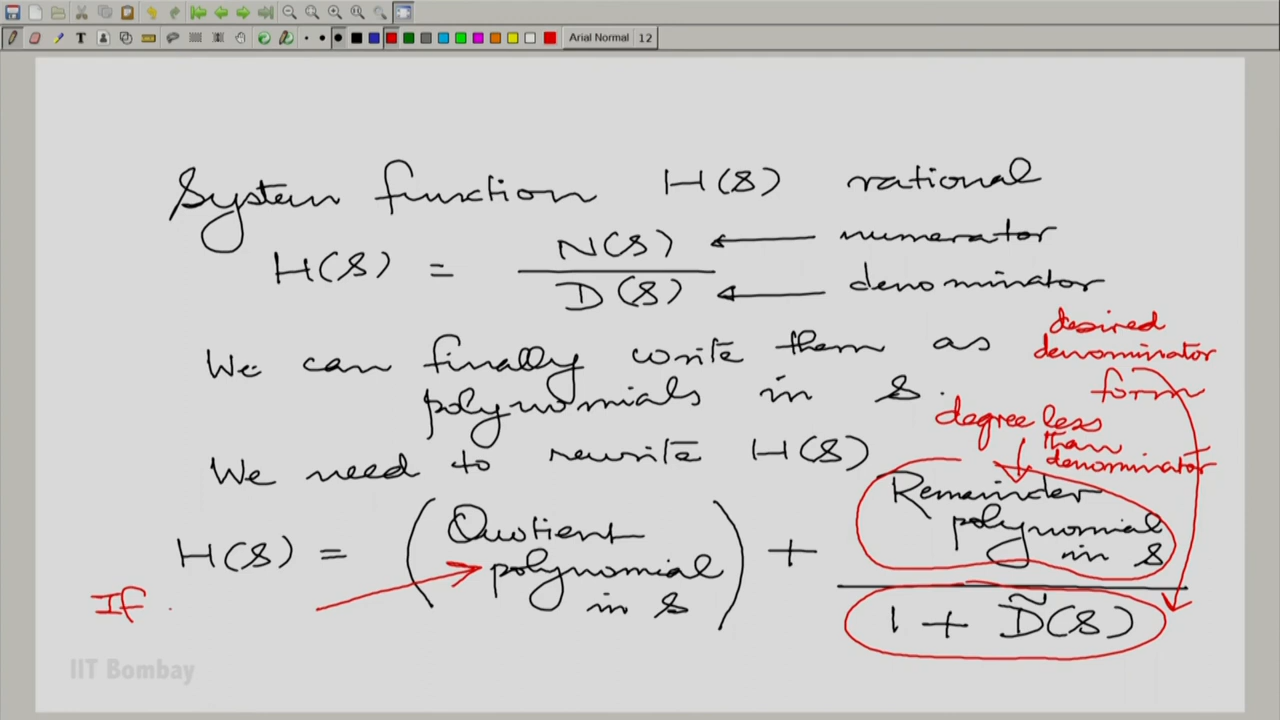 Arial Normal 12
System function H(s) rational
H(s) = N(s) / D(s) ← numerator
← denominator
We can finally write them as
polynomials in s.
desired
denominator
form
We need to rewrite H(s)
degree less
than
denominator
H(s) = (Quotient polynomial in s) + Remainder polynomial in s / 1 + D̃(s)
If
IIT Bombay